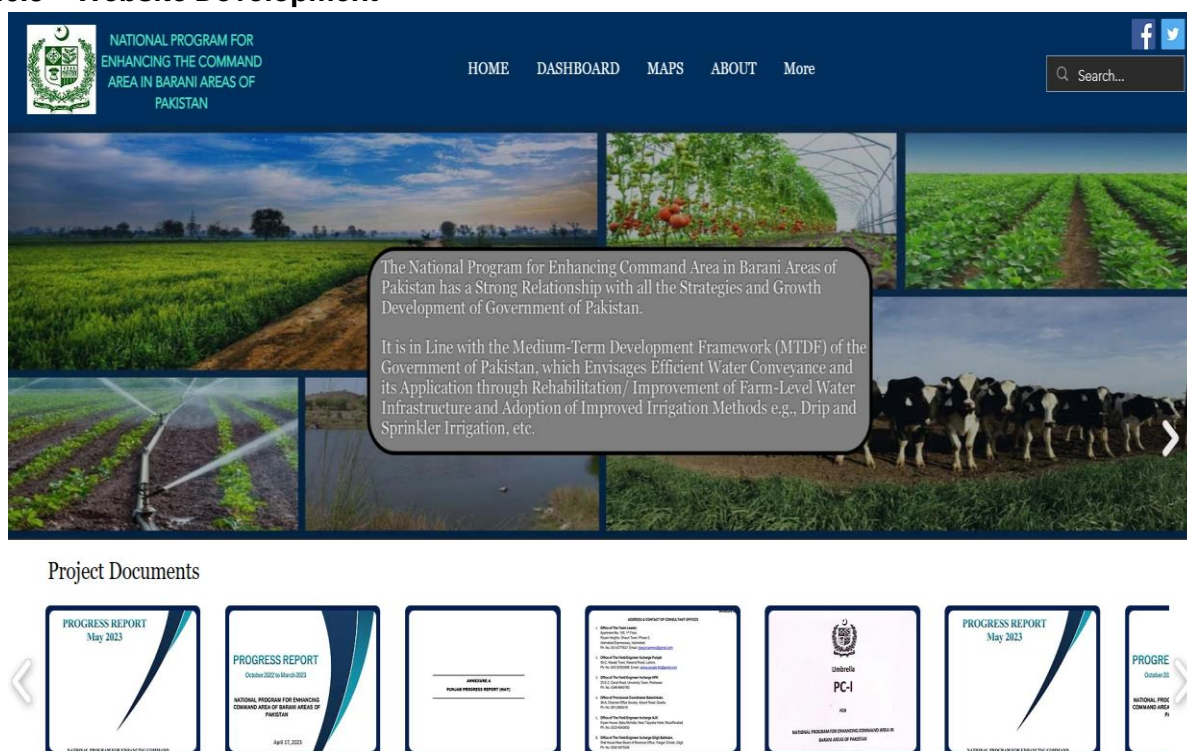 NATIONAL PROGRAM FOR
ENHANCING THE COMMAND
AREA IN BARANI AREAS OF
PAKISTAN
HOME DASHBOARD MAPS ABOUT More
Search...
The National Program for Enhancing Command Area in Barani Areas of
Pakistan has a Strong Relationship with all the Strategies and Growth
Development of Government of Pakistan.
It is in Line with the Medium-Term Development Framework (MTDF) of the
Government of Pakistan, which Envisages Efficient Water Conveyance and
its Application through Rehabilitation/ Improvement of Farm-Level Water
Infrastructure and Adoption of Improved Irrigation Methods e.g., Drip and
Sprinkler Irrigation, etc.
Project Documents
PROGRESS REPORT
May 2023
PROGRESS REPORT
October 2022 to March 2023
NATIONAL PROGRAM FOR ENHANCING
COMMAND AREA OF BARANI AREAS OF
PAKISTAN
April 17, 2023
ANNEXURE A
PUNJAB PROGRESS REPORT (MAY)
ADDRESS & CONTACT OF CONSULTANT OFFICES
Umbrella
PC-I
FOR
NATIONAL PROGRAM FOR ENHANCING COMMAND AREA IN
BARANI AREAS OF PAKISTAN
PROGRESS REPORT
May 2023
PROGRE